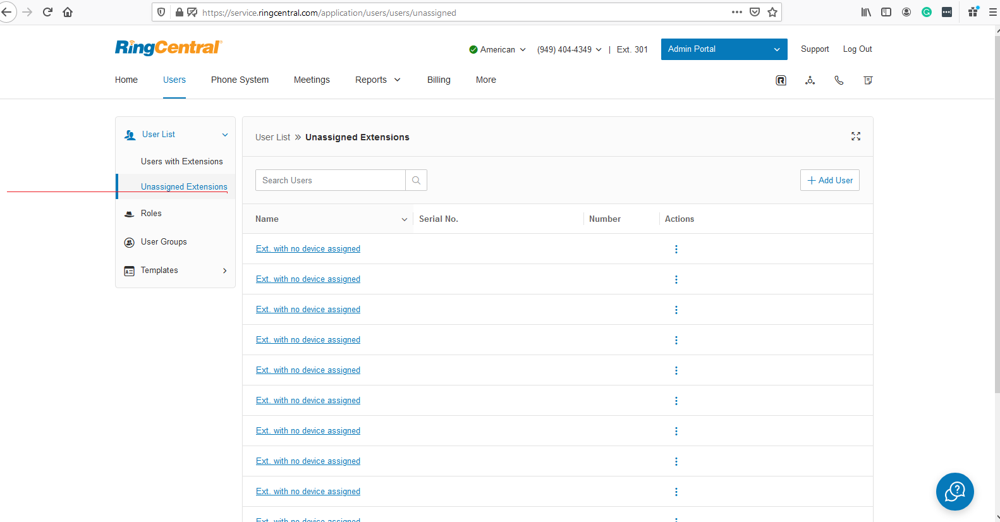 https://service.ringcentral.com/application/users/users/unassigned
RingCentral
American (949) 404-4349 | Ext. 301 Admin Portal Support Log Out
Home Users Phone System Meetings Reports Billing More
User List
Users with Extensions
Unassigned Extensions
Roles
User Groups
Templates
User List » Unassigned Extensions
Search Users
+ Add User
Name Serial No. Number Actions
Ext. with no device assigned
Ext. with no device assigned
Ext. with no device assigned
Ext. with no device assigned
Ext. with no device assigned
Ext. with no device assigned
Ext. with no device assigned
Ext. with no device assigned
Ext. with no device assigned
Ext. with no device assigned